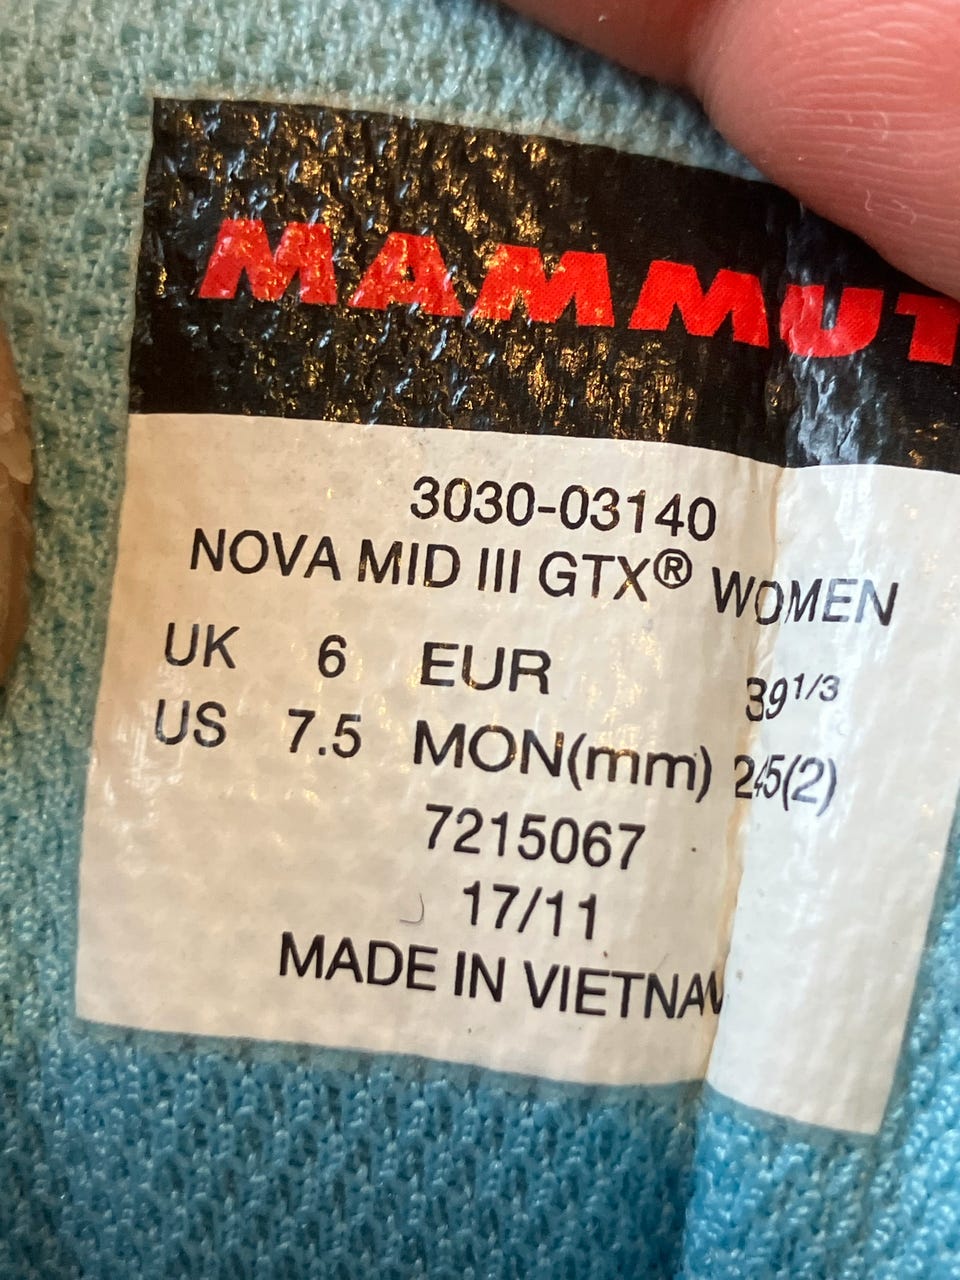 MAMMUT
3030-03140
NOVA MID III GTX® WOMEN
UK 6 EUR 39 1/3
US 7.5 MON(mm) 245(2)
7215067
17/11
MADE IN VIETNAM